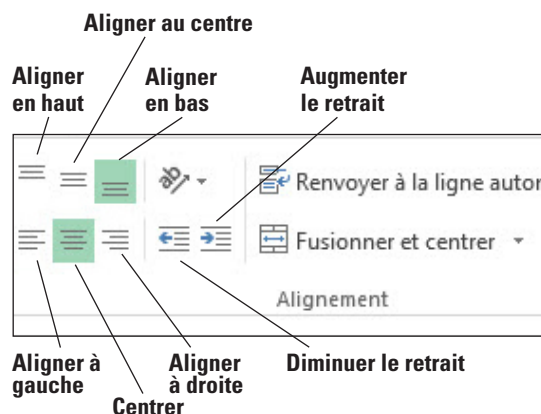 Aligner au centre
Aligner
en haut
Aligner
en bas
Augmenter
le retrait
ab
Renvoyer à la ligne autor
Fusionner et centrer
Alignement
Aligner à
gauche
Centrer
Aligner
à droite
Diminuer le retrait